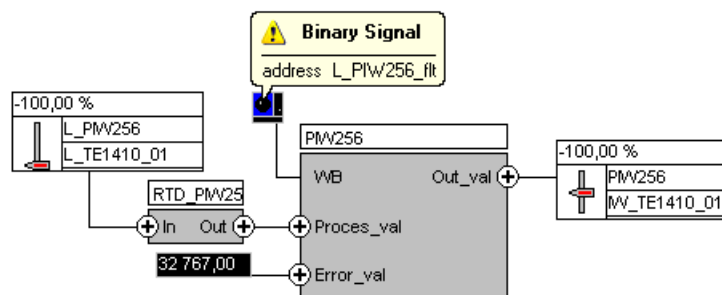 Binary Signal
address L_PIW256_flt
-100,00 %
L_PIW256
L_TE1410_01
PIW256
-100,00 %
WB Out_val
PIW256
IW_TE1410_01
RTD_PIW25
In Out
Proces_val
32 767,00
Error_val